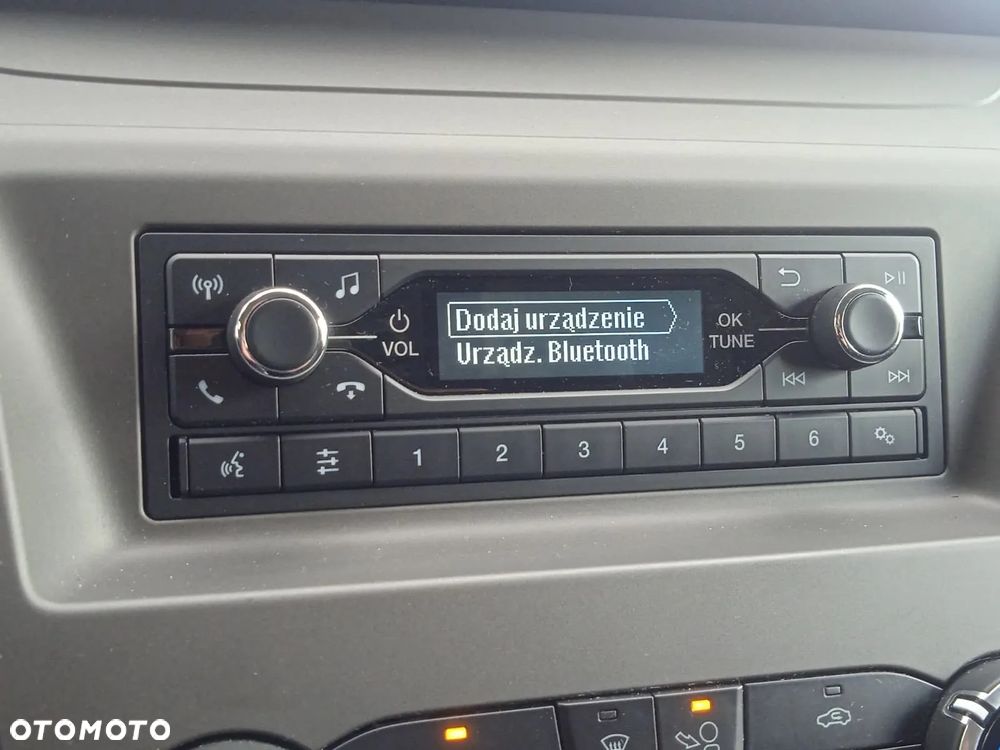 Dodaj urządzenie
Urządz. Bluetooth
VOL
OK
TUNE
1
2
3
4
5
6
OTOMOTO